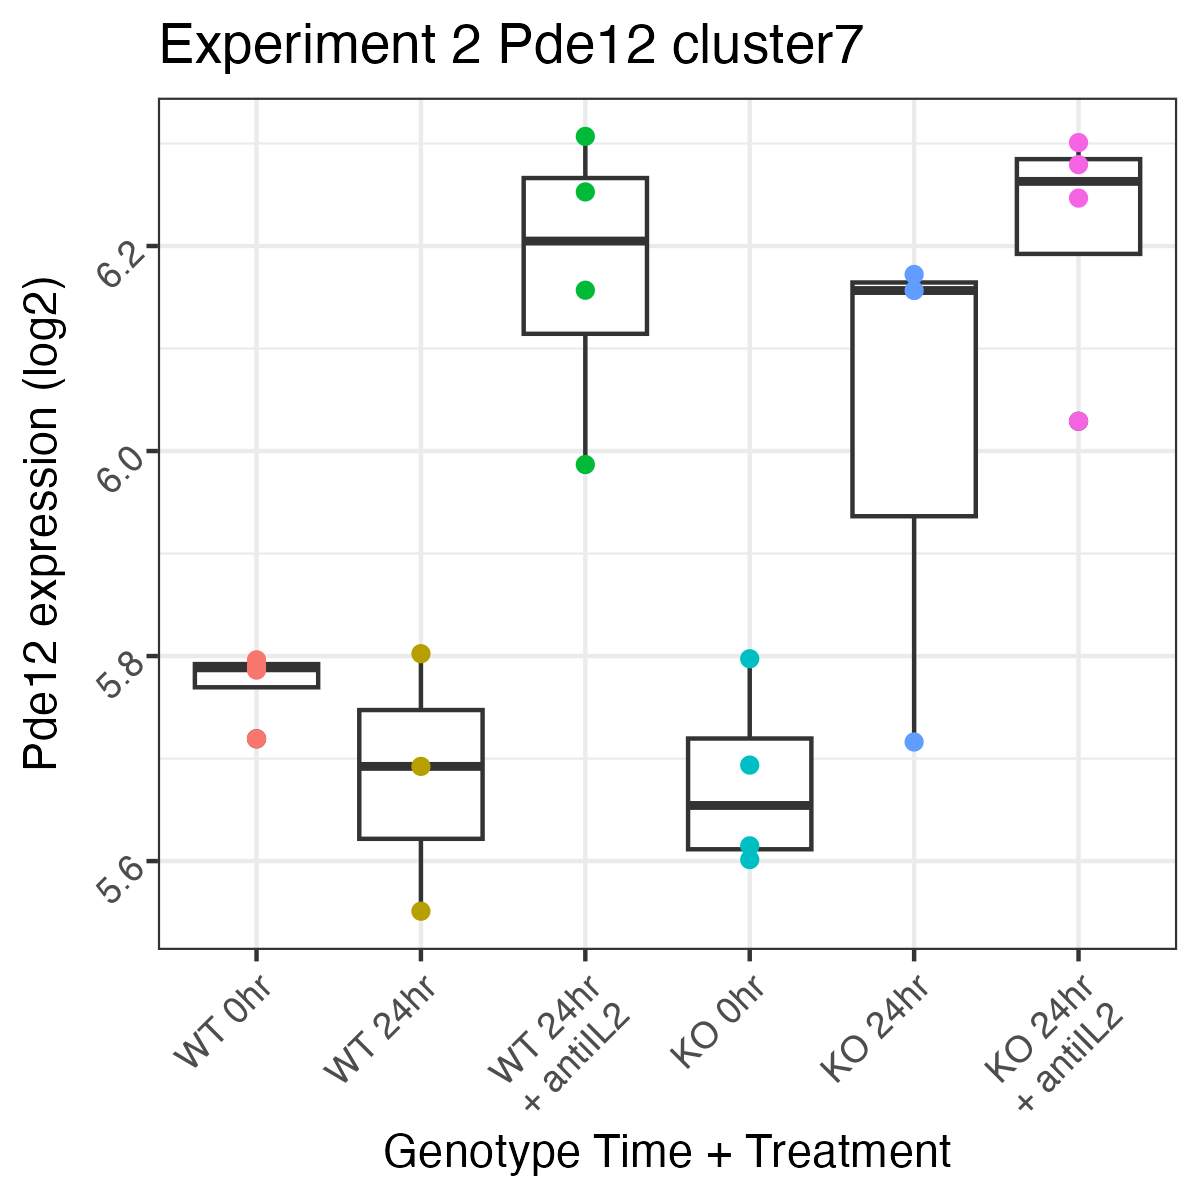 Experiment 2 Pde12 cluster7
Pde12 expression (log2)
6.2
6.0
5.8
5.6
WT 0hr
WT 24hr
WT 24hr
+ antiIL2
KO 0hr
KO 24hr
KO 24hr
+ antiIL2
Genotype Time + Treatment